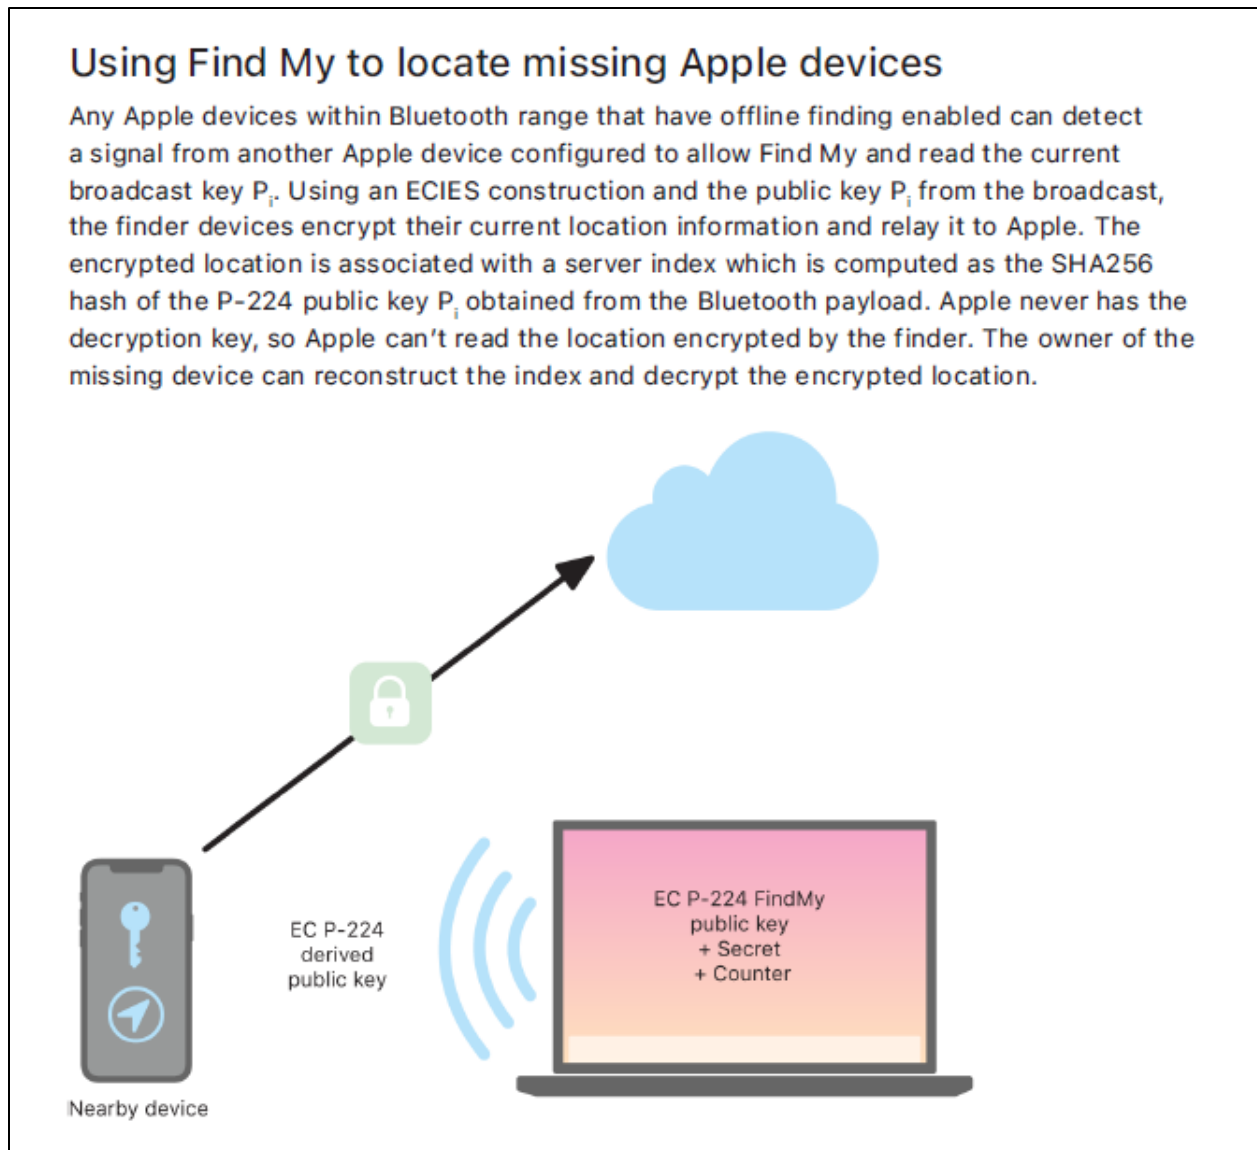 Using Find My to locate missing Apple devices
Any Apple devices within Bluetooth range that have offline finding enabled can detect
a signal from another Apple device configured to allow Find My and read the current
broadcast key Pi. Using an ECIES construction and the public key Pi from the broadcast,
the finder devices encrypt their current location information and relay it to Apple. The
encrypted location is associated with a server index which is computed as the SHA256
hash of the P-224 public key Pi obtained from the Bluetooth payload. Apple never has the
decryption key, so Apple can't read the location encrypted by the finder. The owner of the
missing device can reconstruct the index and decrypt the encrypted location.
EC P-224
derived
public key
EC P-224 FindMy
public key
+ Secret
+ Counter
Nearby device